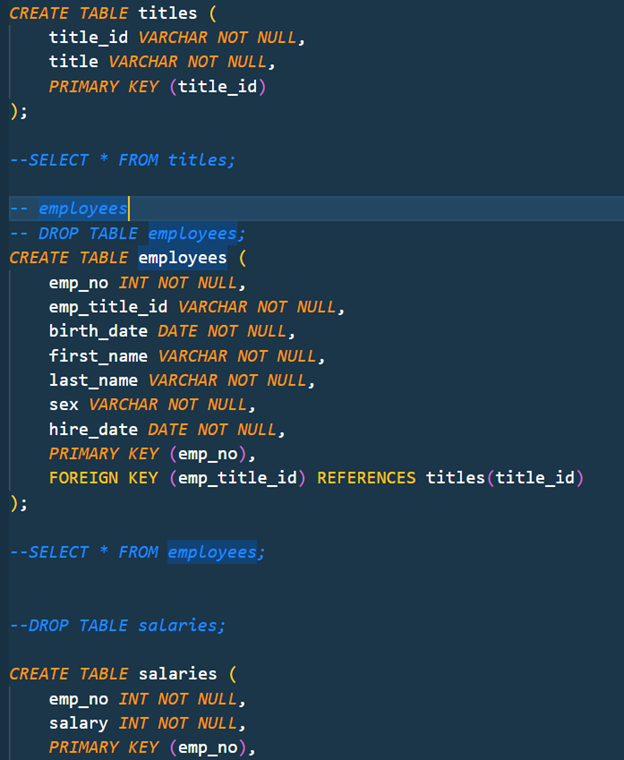 CREATE TABLE titles (
    title_id VARCHAR NOT NULL,
    title VARCHAR NOT NULL,
    PRIMARY KEY (title_id)
);
--SELECT * FROM titles;
-- employees
-- DROP TABLE employees;
CREATE TABLE employees (
    emp_no INT NOT NULL,
    emp_title_id VARCHAR NOT NULL,
    birth_date DATE NOT NULL,
    first_name VARCHAR NOT NULL,
    last_name VARCHAR NOT NULL,
    sex VARCHAR NOT NULL,
    hire_date DATE NOT NULL,
    PRIMARY KEY (emp_no),
    FOREIGN KEY (emp_title_id) REFERENCES titles(title_id)
);
--SELECT * FROM employees;
--DROP TABLE salaries;
CREATE TABLE salaries (
    emp_no INT NOT NULL,
    salary INT NOT NULL,
    PRIMARY KEY (emp_no),